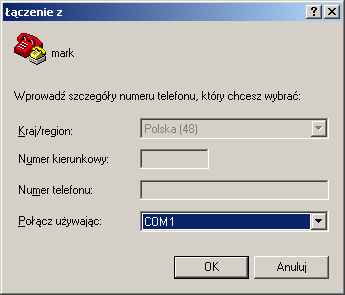 Łączenie z
mark
Wprowadź szczegóły numeru telefonu, który chcesz wybrać:
Kraj/region: Polska (48)
Numer kierunkowy:
Numer telefonu:
Połącz używając: COM1
OK Anuluj